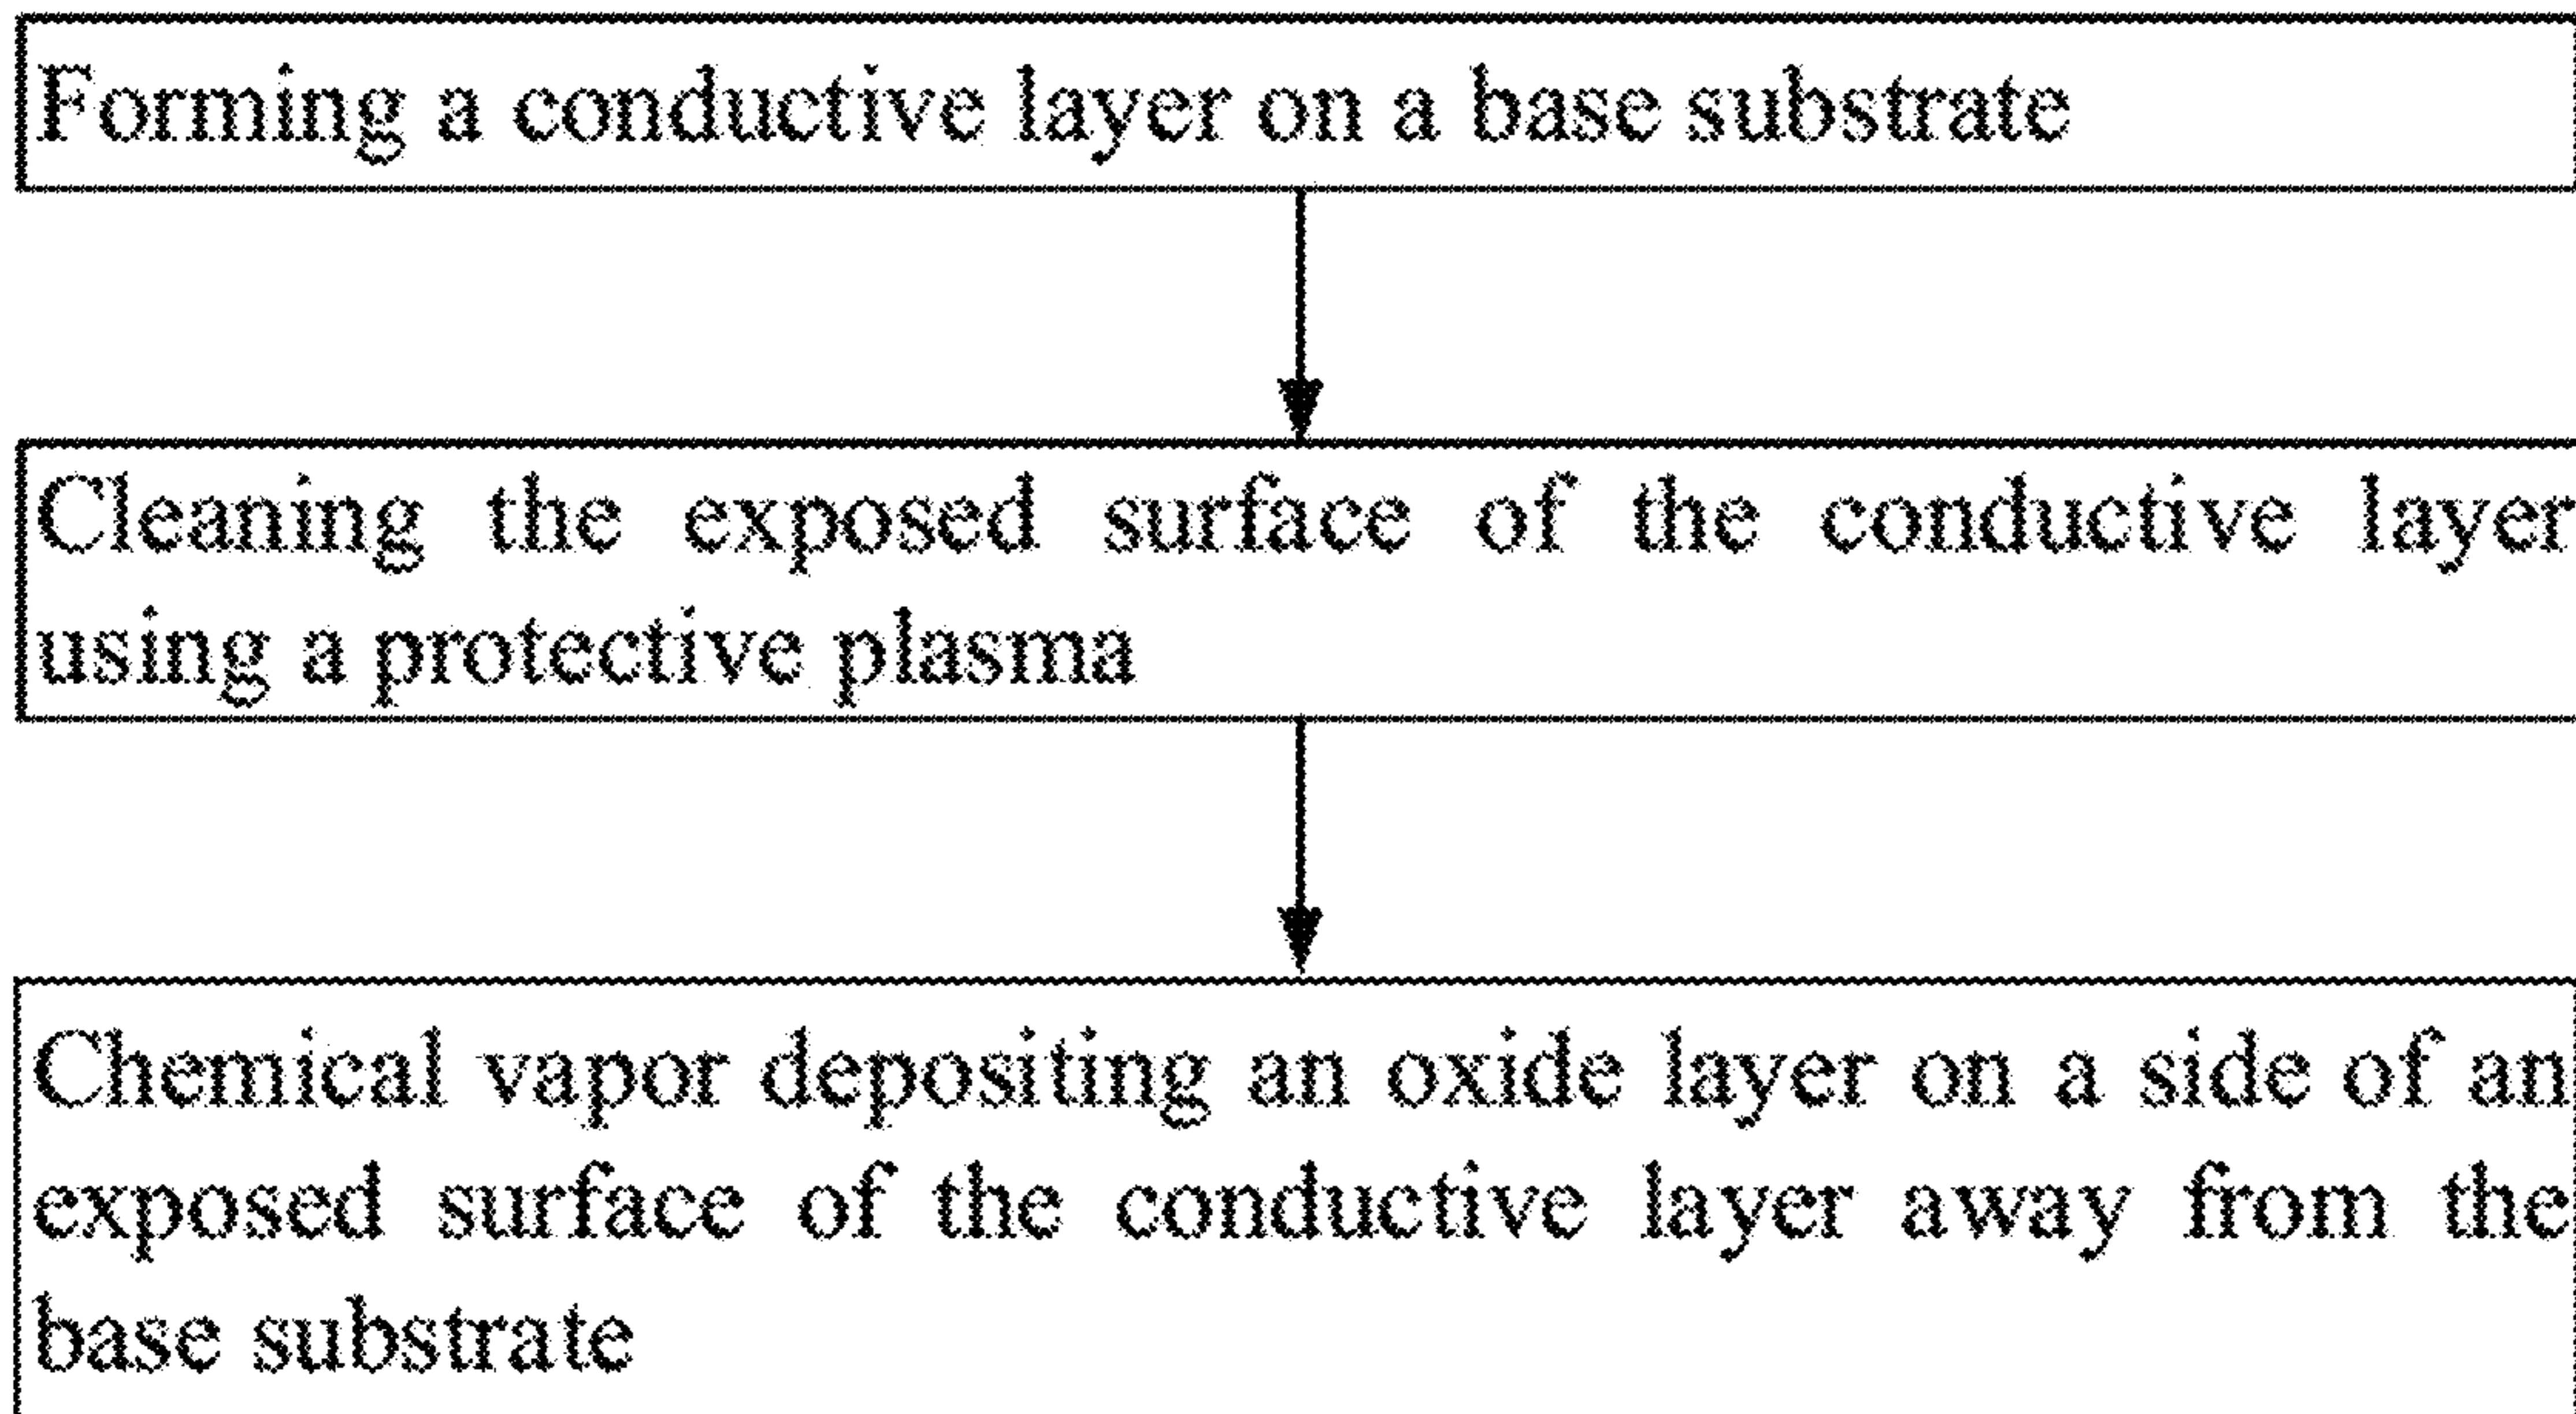 Forming a conductive layer on a base substrate
Cleaning the exposed surface of the conductive layer
using a protective plasma
Chemical vapor depositing an oxide layer on a side of an
exposed surface of the conductive layer away from the
base substrate